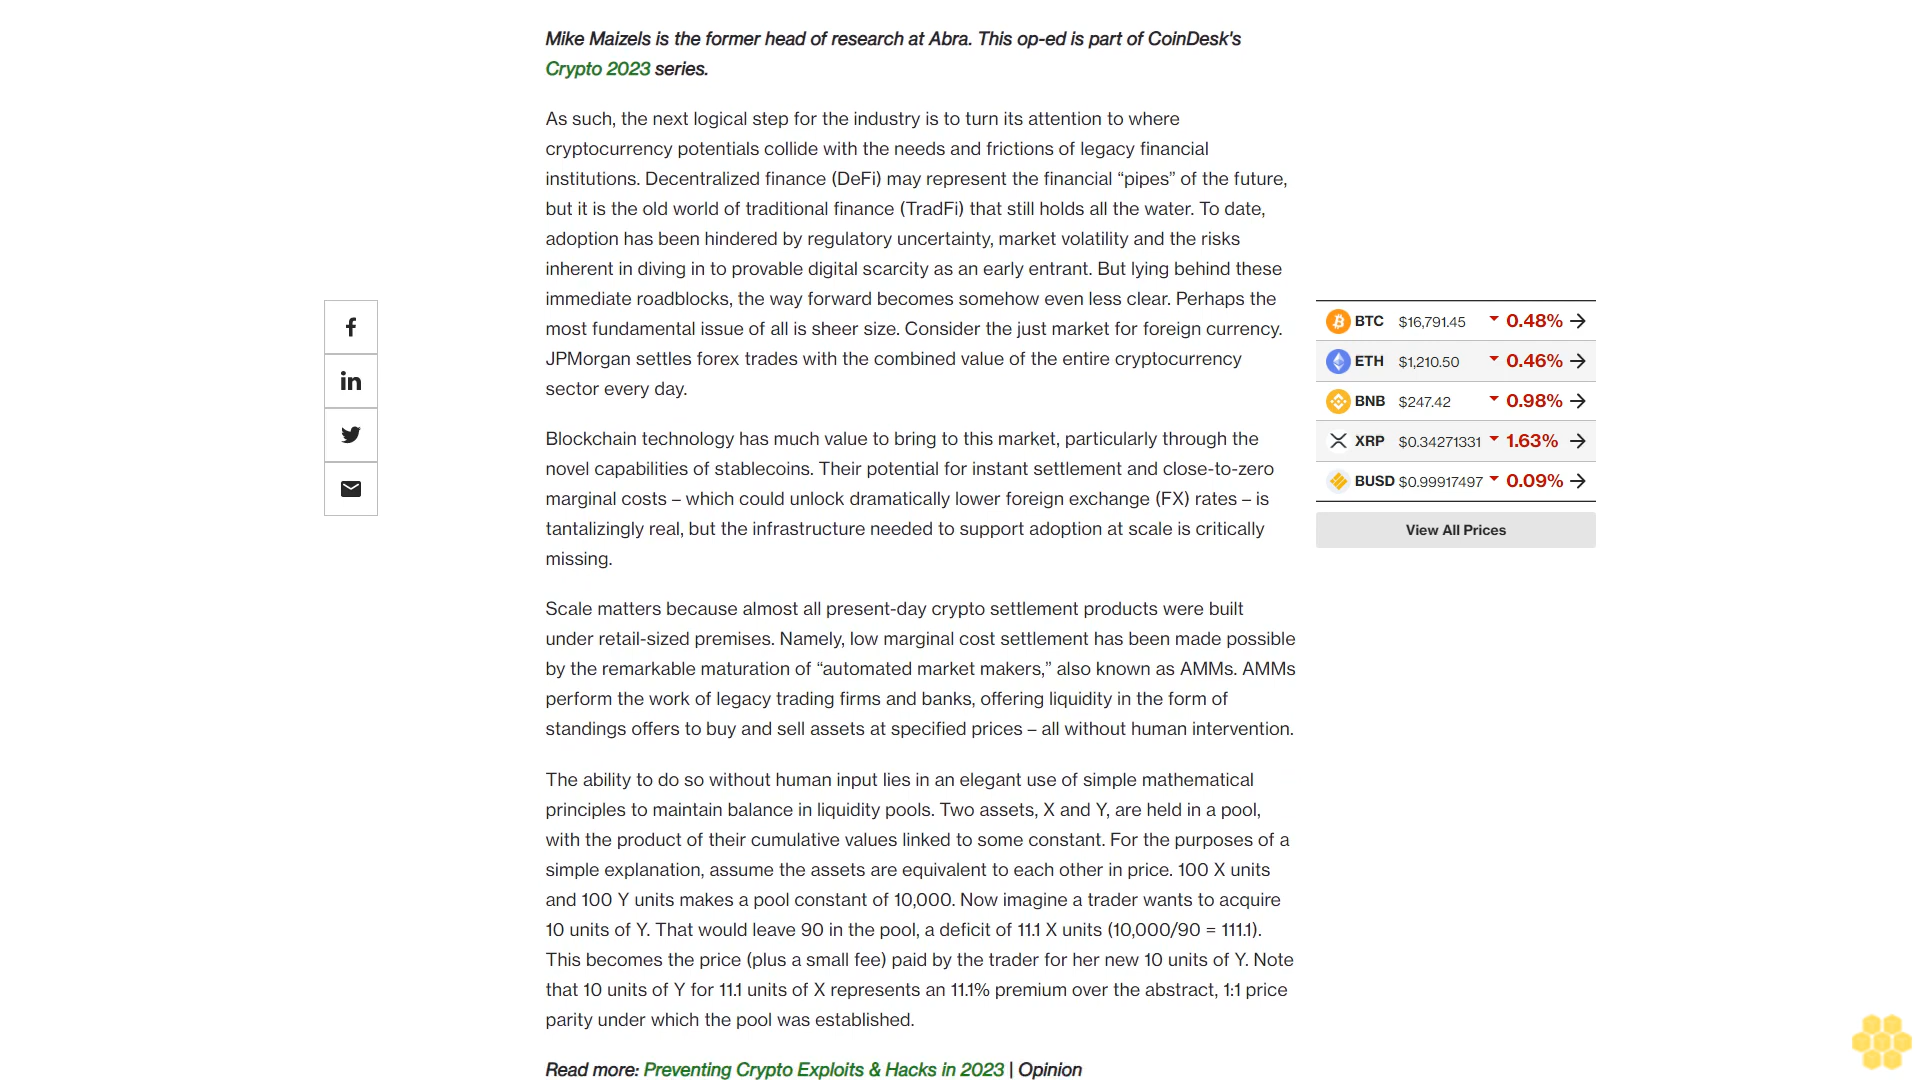 Mike Maizels is the former head of research at Abra. This op-ed is part of CoinDesk's
Crypto 2023 series.
As such, the next logical step for the industry is to turn its attention to where
cryptocurrency potentials collide with the needs and frictions of legacy financial
institutions. Decentralized finance (DeFi) may represent the financial “pipes” of the future,
but it is the old world of traditional finance (TradFi) that still holds all the water. To date,
adoption has been hindered by regulatory uncertainty, market volatility and the risks
inherent in diving in to provable digital scarcity as an early entrant. But lying behind these
immediate roadblocks, the way forward becomes somehow even less clear. Perhaps the
most fundamental issue of all is sheer size. Consider the just market for foreign currency.
JPMorgan settles forex trades with the combined value of the entire cryptocurrency
sector every day.
Blockchain technology has much value to bring to this market, particularly through the
novel capabilities of stablecoins. Their potential for instant settlement and close-to-zero
marginal costs – which could unlock dramatically lower foreign exchange (FX) rates – is
tantalizingly real, but the infrastructure needed to support adoption at scale is critically
missing.
Scale matters because almost all present-day crypto settlement products were built
under retail-sized premises. Namely, low marginal cost settlement has been made possible
by the remarkable maturation of “automated market makers,” also known as AMMs. AMMs
perform the work of legacy trading firms and banks, offering liquidity in the form of
standings offers to buy and sell assets at specified prices – all without human intervention.
The ability to do so without human input lies in an elegant use of simple mathematical
principles to maintain balance in liquidity pools. Two assets, X and Y, are held in a pool,
with the product of their cumulative values linked to some constant. For the purposes of a
simple explanation, assume the assets are equivalent to each other in price. 100 X units
and 100 Y units makes a pool constant of 10,000. Now imagine a trader wants to acquire
10 units of Y. That would leave 90 in the pool, a deficit of 11.1 X units (10,000/90 = 111.1).
This becomes the price (plus a small fee) paid by the trader for her new 10 units of Y. Note
that 10 units of Y for 11.1 units of X represents an 11.1% premium over the abstract, 1:1 price
parity under which the pool was established.
Read more: Preventing Crypto Exploits & Hacks in 2023 | Opinion
BTC $16,791.45 0.48%
ETH $1,210.50 0.46%
BNB $247.42 0.98%
XRP $0.34271331 1.63%
BUSD $0.99917497 0.09%
View All Prices